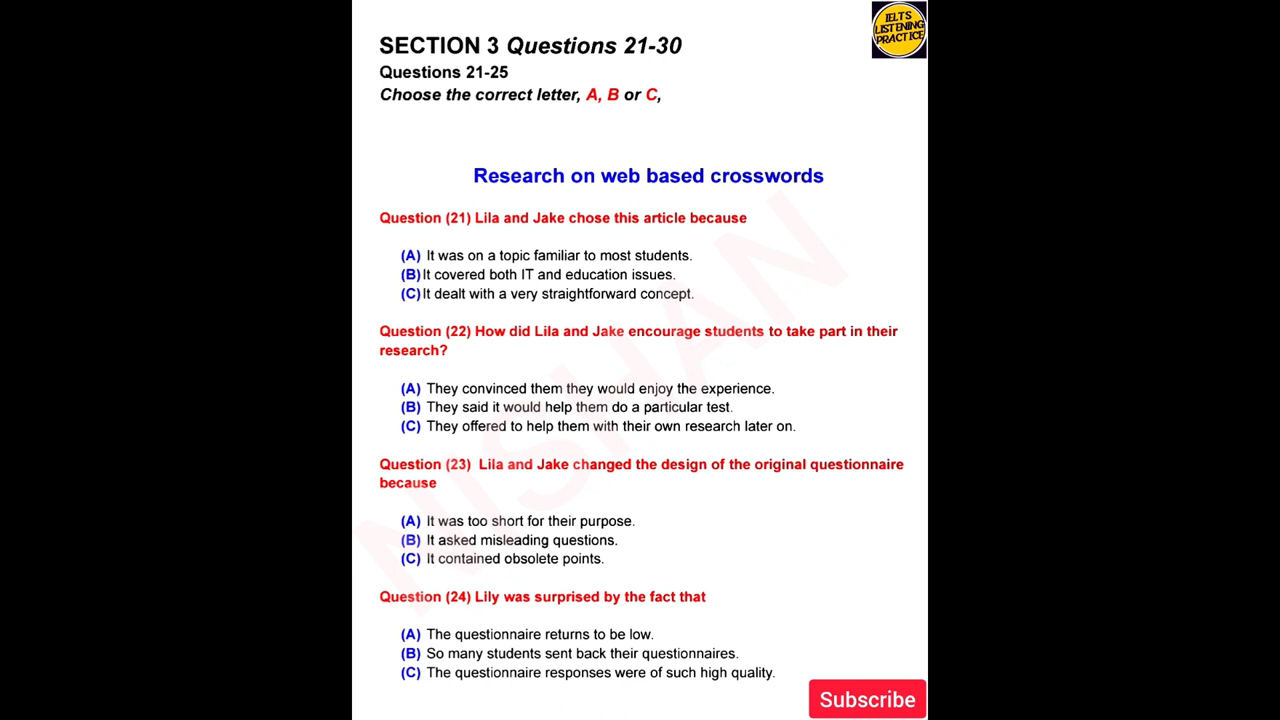 IELTS
LISTENING
PRACTICE
SECTION 3 Questions 21-30
Questions 21-25
Choose the correct letter, A, B or C,
Research on web based crosswords
Question (21) Lila and Jake chose this article because
(A) It was on a topic familiar to most students.
(B) It covered both IT and education issues.
(C) It dealt with a very straightforward concept.
Question (22) How did Lila and Jake encourage students to take part in their
research?
(A) They convinced them they would enjoy the experience.
(B) They said it would help them do a particular test.
(C) They offered to help them with their own research later on.
Question (23) Lila and Jake changed the design of the original questionnaire
because
(A) It was too short for their purpose.
(B) It asked misleading questions.
(C) It contained obsolete points.
Question (24) Lily was surprised by the fact that
(A) The questionnaire returns to be low.
(B) So many students sent back their questionnaires.
(C) The questionnaire responses were of such high quality.
NISHAN
Subscribe